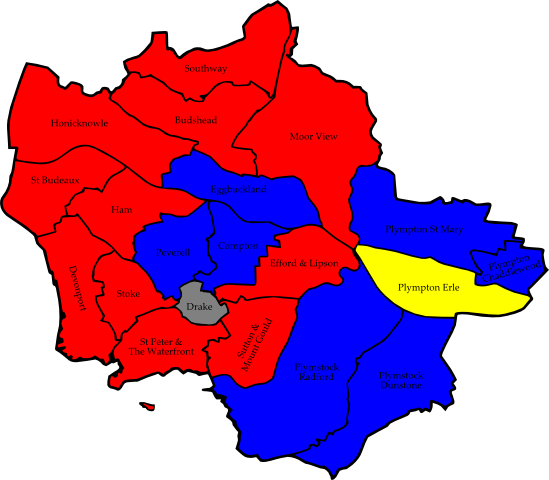 Southway
Honicknowle
Budshead
Moor View
St Budeaux
Eggbuckland
Ham
Plympton St Mary
Peverell
Compton
Efford & Lipson
Plympton
Chaddlewood
Devonport
Stoke
Plympton Erle
Drake
St Peter &
The Waterfront
Sutton &
Mount Gould
Plymstock
Radford
Plymstock
Dunstone